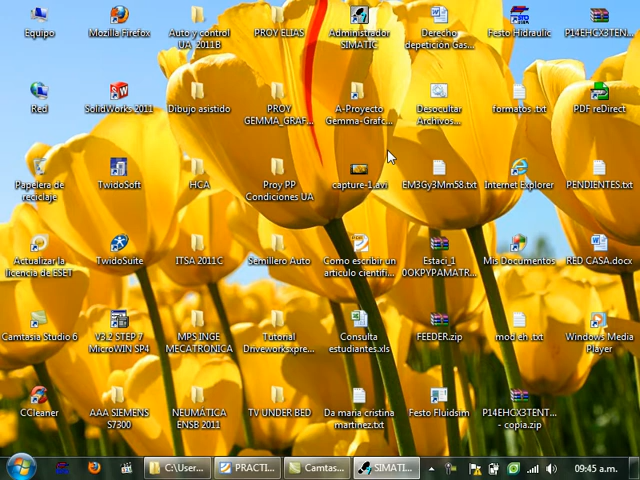 Equipo
Mozilla Firefox
Auto y control
UA 2011B
PROY ELIAS
Administrador
SIMATIC
Derecho
depetición Gas...
Festo Hidraulic
P14EHCX3TEN...
Red
SolidWorks 2011
Dibujo asistido
PROY
GEMMA_GRAF...
A-Proyecto
Gemma-Grafc...
Desocultar
Archivos...
formatos .txt
PDF reDirect
Papelera de
reciclaje
TwidoSoft
HCA
Proy PP
Condiciones UA
capture-1.avi
EM3Gy3Mm58.txt
Internet Explorer
PENDIENTES.txt
Actualizar la
licencia de ESET
TwidoSuite
ITSA 2011C
Semillero Auto
Como escribir un
articulo cientifi...
Estaci_1
0OKPYPAMATR...
Mis Documentos
RED CASA.docx
Camtasia Studio 6
V3.2 STEP 7
MicroWIN SP4
MPS INGE
MECATRONICA
Tutorial
Driveworksxpre...
Consulta
estudiantes.xls
FEEDER.zip
mod eh .txt
Windows Media
Player
CCleaner
AAA SIEMENS
S7300
NEUMÁTICA
ENSB 2011
TV UNDER BED
Da maria cristina
martinez.txt
Festo Fluidsim
P14EHCX3TENT...
- copia.zip
C:\User...
PRACTI...
Camtas...
SIMATI...
09:45 a.m.